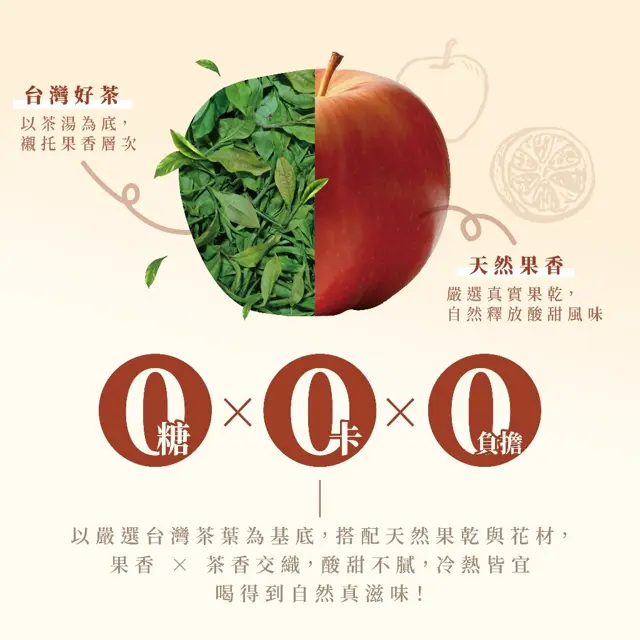 台灣好茶
以茶湯為底，
襯托果香層次
天然果香
嚴選真實果乾，
自然釋放酸甜風味
0糖 × 0卡 × 0負擔
以嚴選台灣茶葉為基底，搭配天然果乾與花材，
果香 × 茶香交織，酸甜不膩，冷熱皆宜
喝得到自然真滋味！